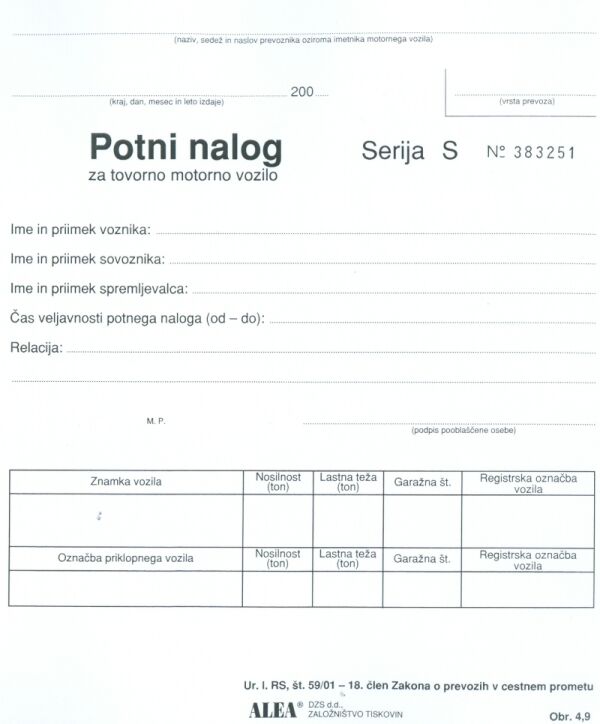 (naziv, sedež in naslov prevoznika oziroma imetnika motornega vozila)
200
(kraj, dan, mesec in leto izdaje)
(vrsta prevoza)
Potni nalog Serija S Nº 383251
za tovorno motorno vozilo
Ime in priimek voznika:
Ime in priimek sovoznika:
Ime in priimek spremljevalca:
Čas veljavnosti potnega naloga (od – do):
Relacija:
M. P.
(podpis pooblaščene osebe)
Znamka vozila Nosilnost (ton) Lastna teža (ton) Garažna št. Registrska označba vozila
Označba priklopnega vozila Nosilnost (ton) Lastna teža (ton) Garažna št. Registrska označba vozila
Ur. l. RS, št. 59/01 – 18. člen Zakona o prevozih v cestnem prometu
ALEA® DZS d.d.,
ZALOŽNIŠTVO TISKOVIN
Obr. 4,9